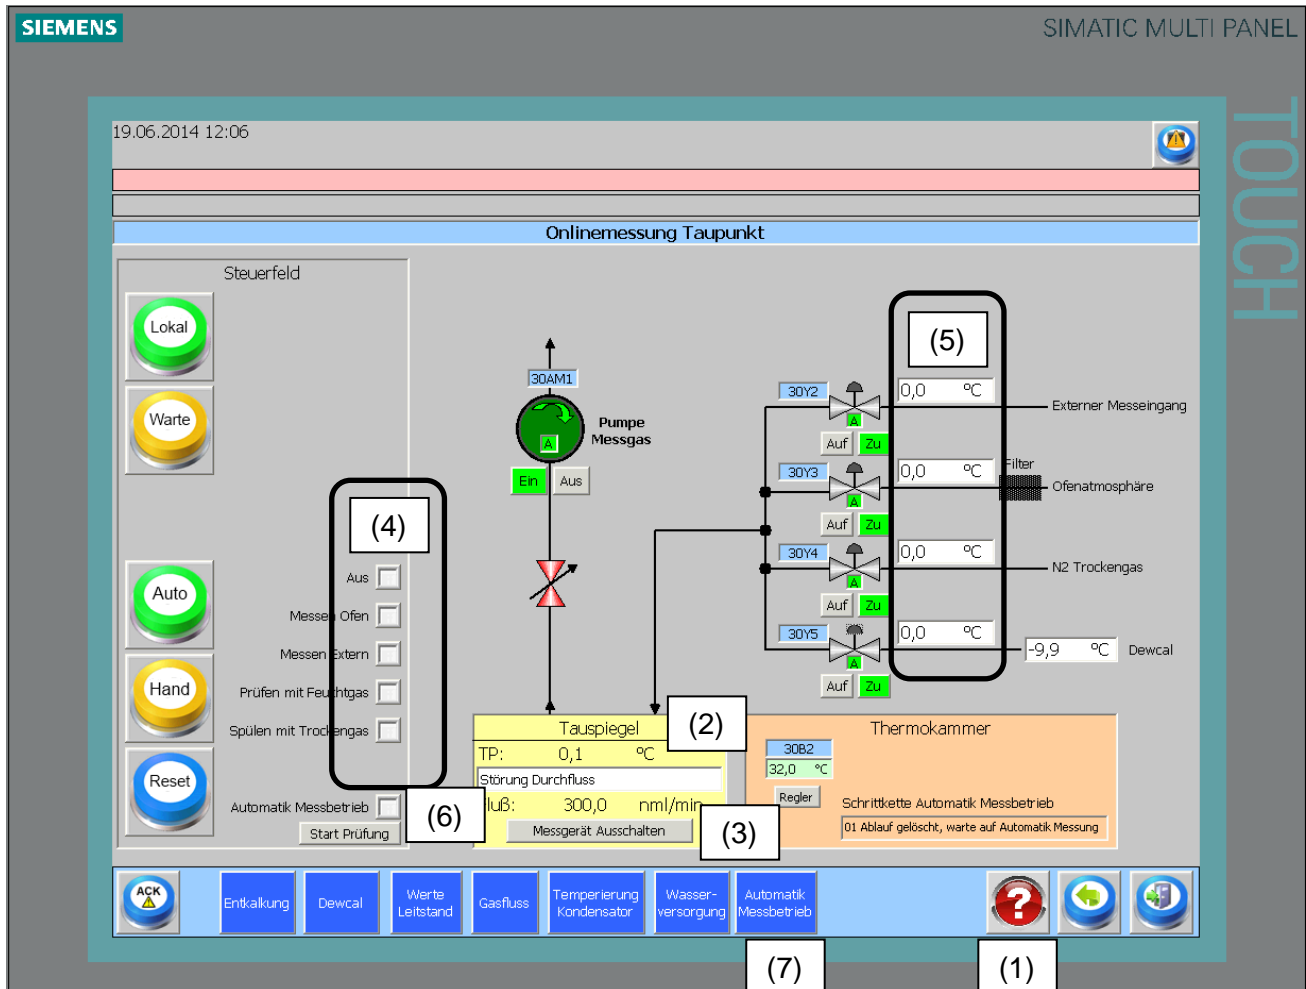 SIEMENS
SIMATIC MULTI PANEL
TOUCH
19.06.2014 12:06
Onlinemessung Taupunkt
Steuerfeld
Lokal
Warte
Auto
Hand
Reset
(4)
Aus
Messen Ofen
Messen Extern
Prüfen mit Feuchtgas
Spülen mit Trockengas
Automatik Messbetrieb
Start Prüfung
(6)
30AM1
A
Pumpe
Messgas
Ein Aus
(5)
30Y2
0,0 °C
Externer Messeingang
A
Auf Zu
30Y3
0,0 °C
Filter
Ofenatmosphäre
A
Auf Zu
30Y4
0,0 °C
N2 Trockengas
A
Auf Zu
30Y5
0,0 °C
-9,9 °C Dewcal
A
Auf Zu
Tauspiegel
(2)
TP: 0,1 °C
Störung Durchfluss
Fluß: 300,0 nml/min
Messgerät Ausschalten
(3)
Thermokammer
30B2
32,0 °C
Regler
Schrittkette Automatik Messbetrieb
01 Ablauf gelöscht, warte auf Automatik Messung
ACK
Entkalkung
Dewcal
Werte
Leitstand
Gasfluss
Temperierung
Kondensator
Wasser-
versorgung
Automatik
Messbetrieb
?
(7)
(1)